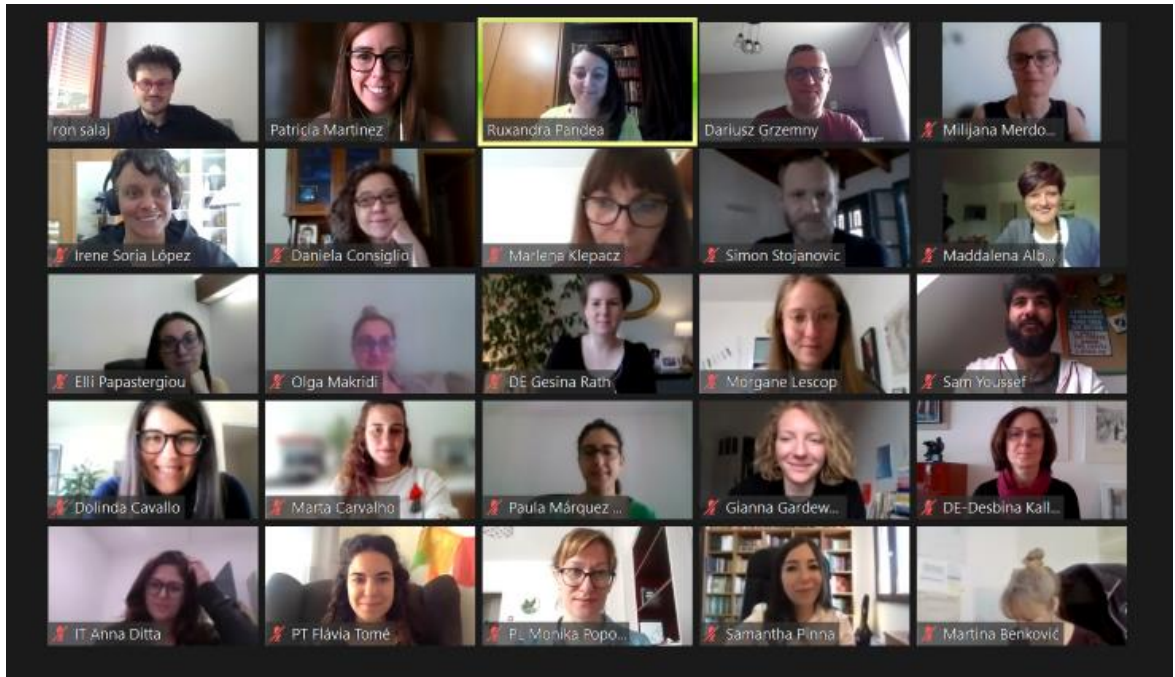 ron salaj
Patricia Martinez
Ruxandra Pandea
Dariusz Grzemny
Milijana Merdo...
Irene Soria López
Daniela Consiglio
Marlena Klepacz
Simon Stojanovic
Maddalena Alb...
Elli Papastergiou
Olga Makridi
DE Gesina Rath
Morgane Lescop
Sam Youssef
Dolinda Cavallo
Marta Carvalho
Paula Márquez ...
Gianna Gardew...
DE-Desbina Kall...
IT Anna Ditta
PT Flávia Tomé
PL Monika Popo...
Samantha Pinna
Martina Benković